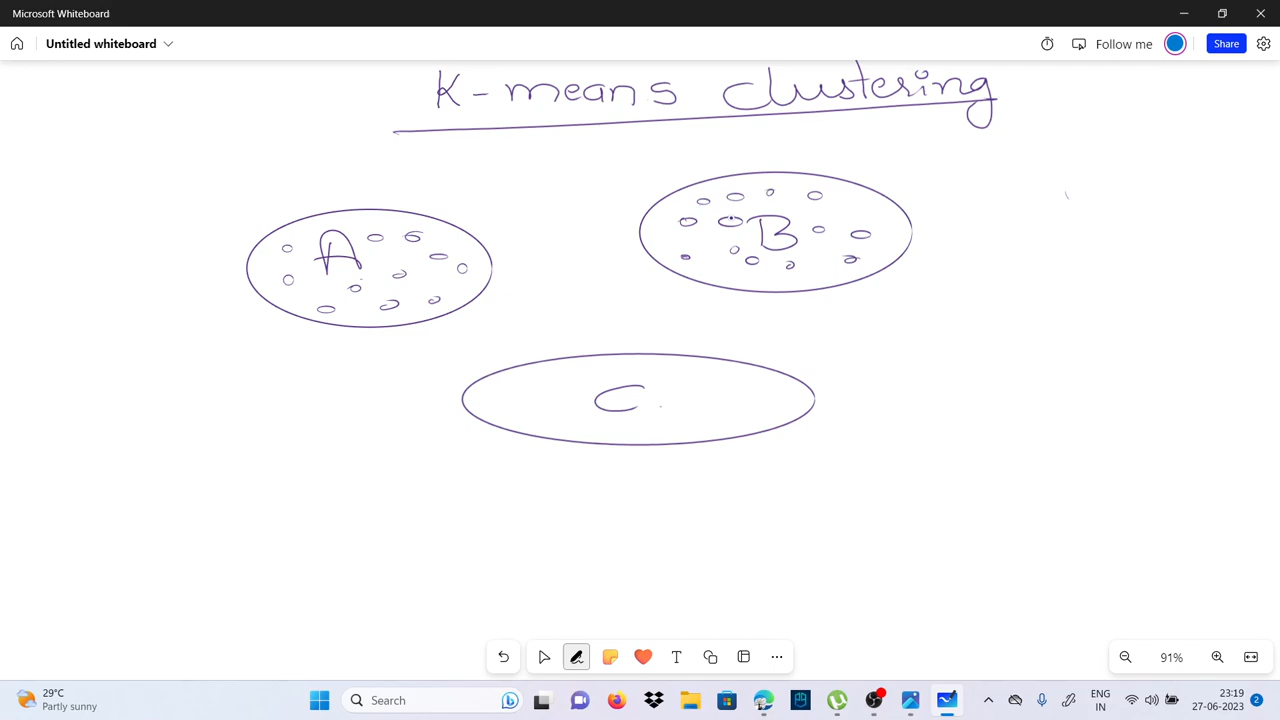 Microsoft Whiteboard
Untitled whiteboard
Follow me
Share
K-means clustering
A
B
C
T
91%
29°C
Partly sunny
Search
ENG
IN
23:19
27-06-2023
2